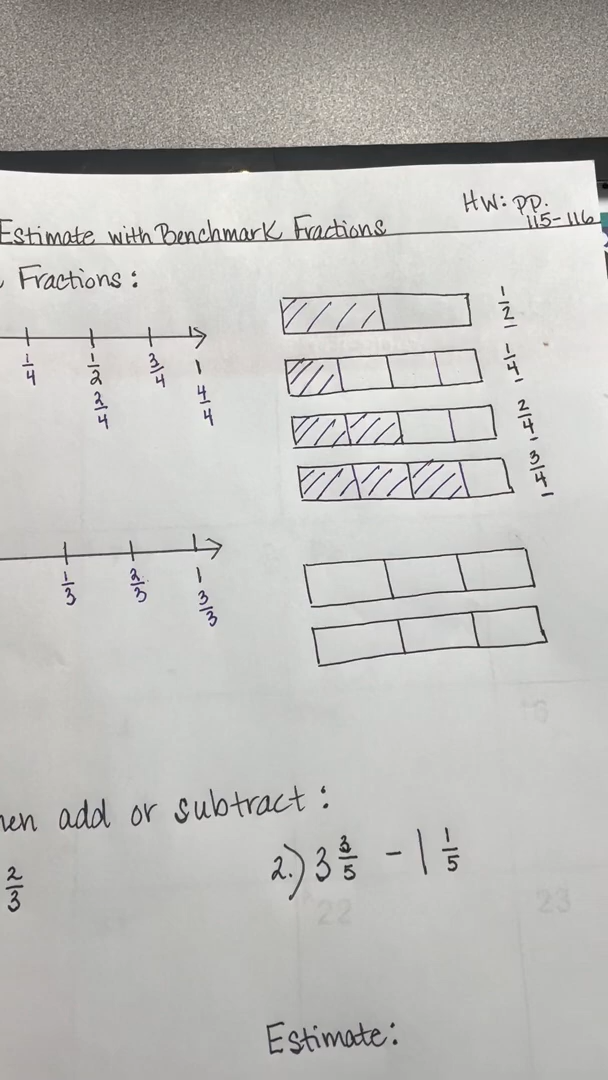 HW: pp. 115-116
Estimate with Benchmark Fractions
Fractions:
1/4 1/2 3/4 1
2/4 4/4
1/2
1/4
2/4
3/4
1/3 2/3 1
3/3
add or subtract:
2/3
2.) 3 3/5 - 1 1/5
22 23
Estimate: